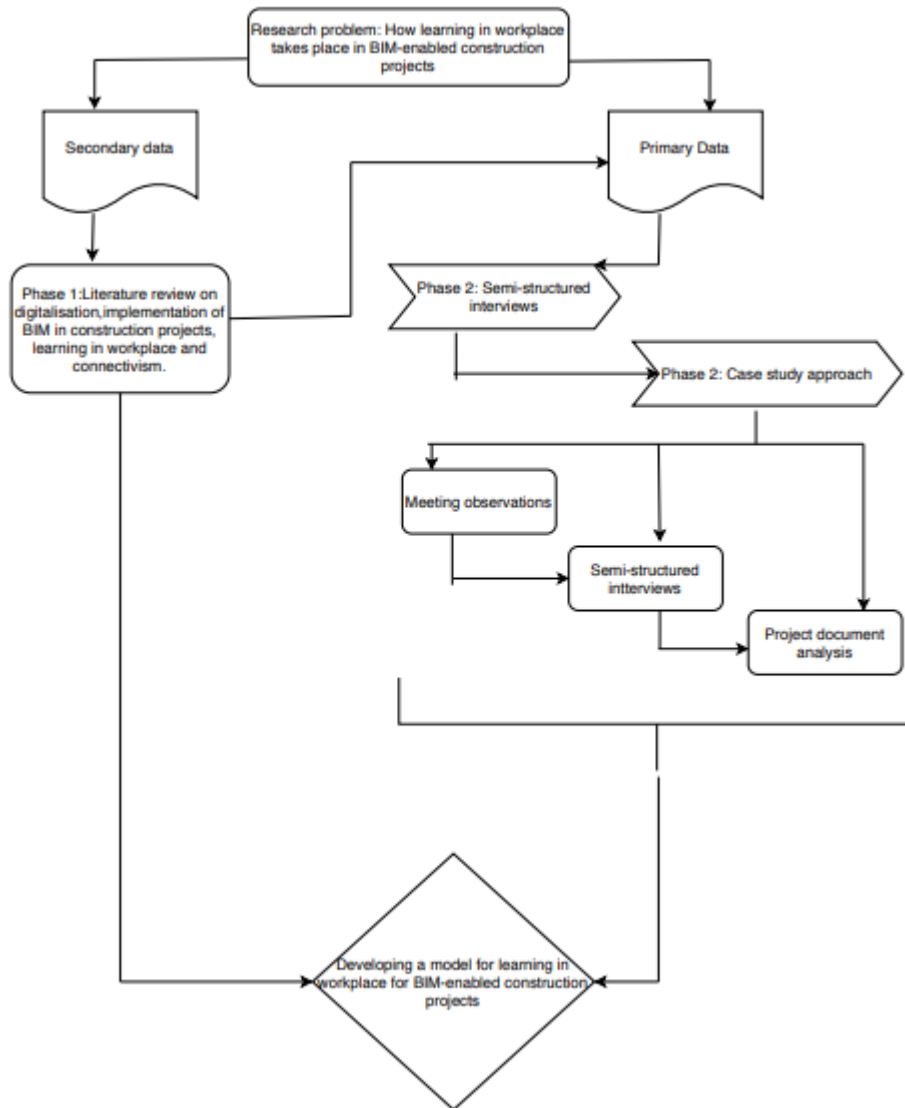 Research problem: How learning in workplace
takes place in BIM-enabled construction
projects
Secondary data
Primary Data
Phase 1:Literature review on
digitalisation,implementation of
BIM in construction projects,
learning in workplace and
connectivism.
Phase 2: Semi-structured
interviews
Phase 2: Case study approach
Meeting observations
Semi-structured
intterviews
Project document
analysis
Developing a model for learning in
workplace for BIM-enabled construction
projects